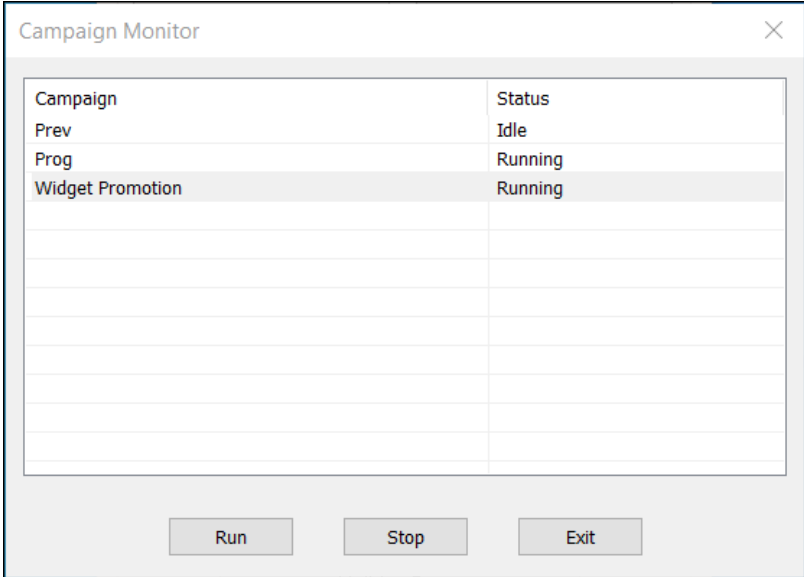 Campaign Monitor
Campaign Status
Prev Idle
Prog Running
Widget Promotion Running
Run Stop Exit